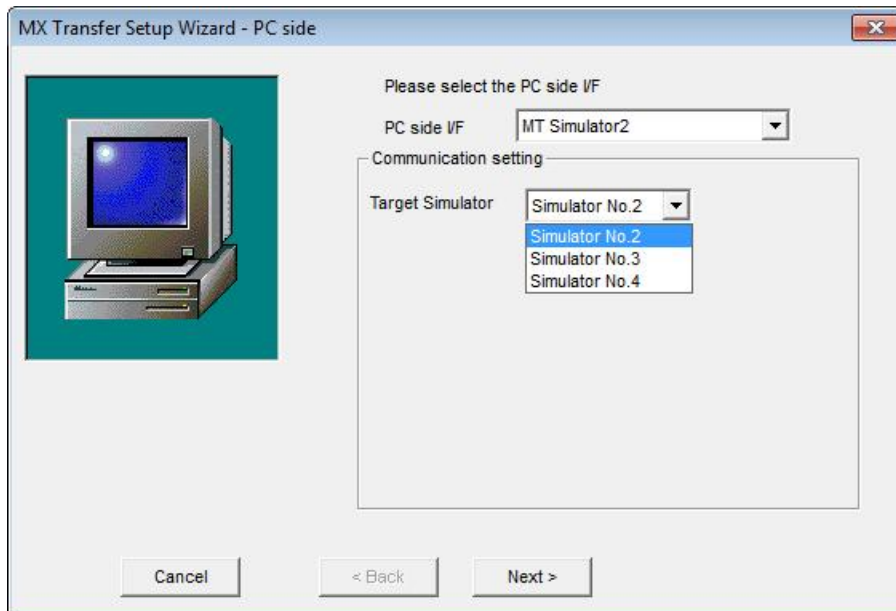 MX Transfer Setup Wizard - PC side
Please select the PC side I/F
PC side I/F MT Simulator2
Communication setting
Target Simulator Simulator No.2
Simulator No.2
Simulator No.3
Simulator No.4
Cancel < Back Next >